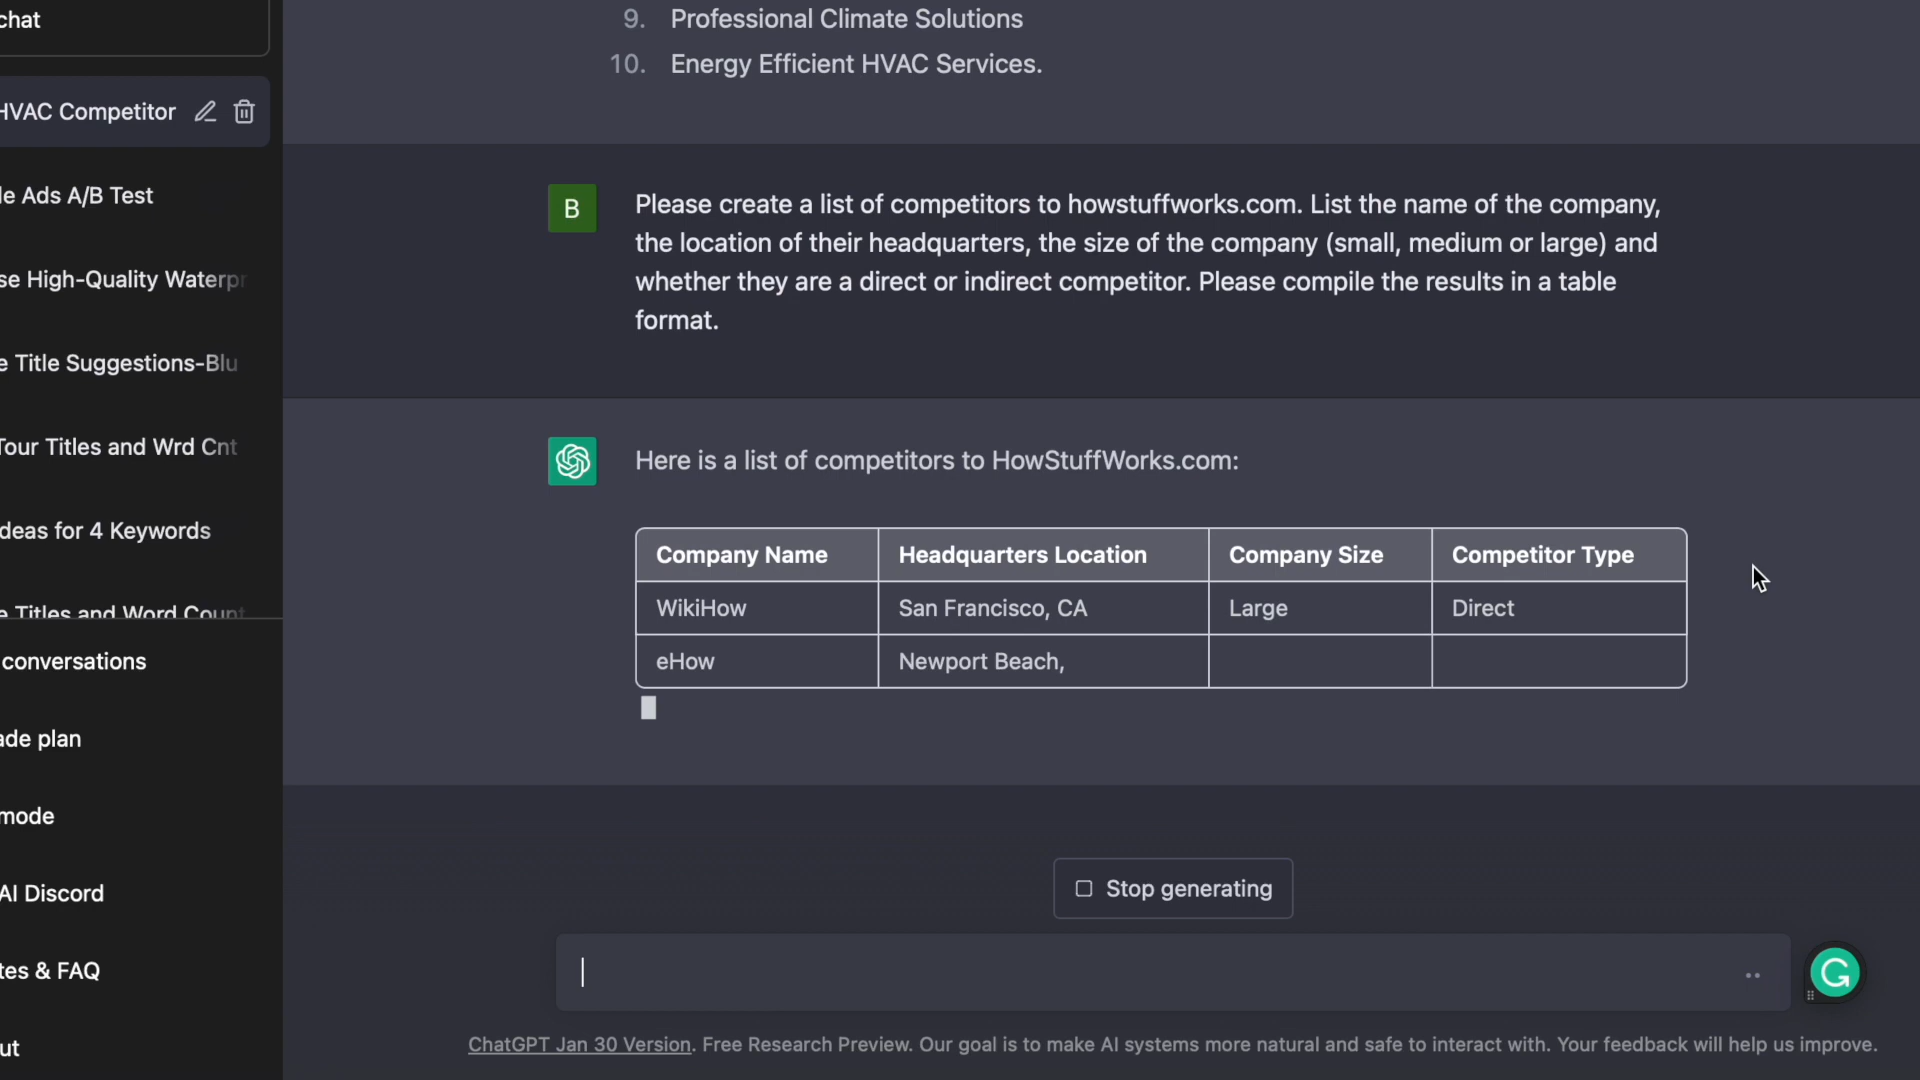 chat
HVAC Competitor
le Ads A/B Test
se High-Quality Waterpr
e Title Suggestions-Blu
Tour Titles and Wrd Cnt
deas for 4 Keywords
e Titles and Word Count
conversations
ade plan
mode
AI Discord
tes & FAQ
ut
9. Professional Climate Solutions
10. Energy Efficient HVAC Services.
B
Please create a list of competitors to howstuffworks.com. List the name of the company,
the location of their headquarters, the size of the company (small, medium or large) and
whether they are a direct or indirect competitor. Please compile the results in a table
format.
Here is a list of competitors to HowStuffWorks.com:
Company Name Headquarters Location Company Size Competitor Type
WikiHow San Francisco, CA Large Direct
eHow Newport Beach,
Stop generating
G
ChatGPT Jan 30 Version. Free Research Preview. Our goal is to make AI systems more natural and safe to interact with. Your feedback will help us improve.